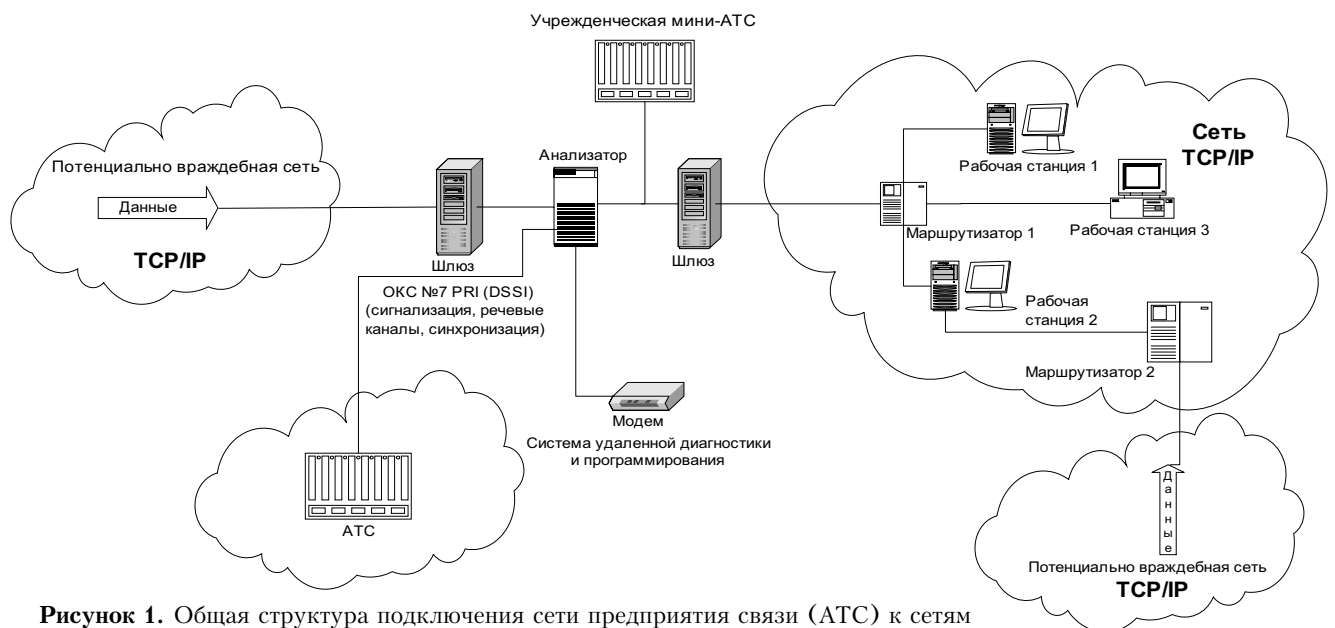 Учрежденческая мини-АТС
Потенциально враждебная сеть
Данные
TCP/IP
Шлюз
Анализатор
Шлюз
ОКС №7 PRI (DSSI)
(сигнализация, речевые
каналы, синхронизация)
АТС
Модем
Система удаленной диагностики
и программирования
Сеть
TCP/IP
Рабочая станция 1
Маршрутизатор 1
Рабочая станция 3
Рабочая
станция 2
Маршрутизатор 2
Данные
Потенциально враждебная сеть
TCP/IP
Рисунок 1. Общая структура подключения сети предприятия связи (АТС) к сетям